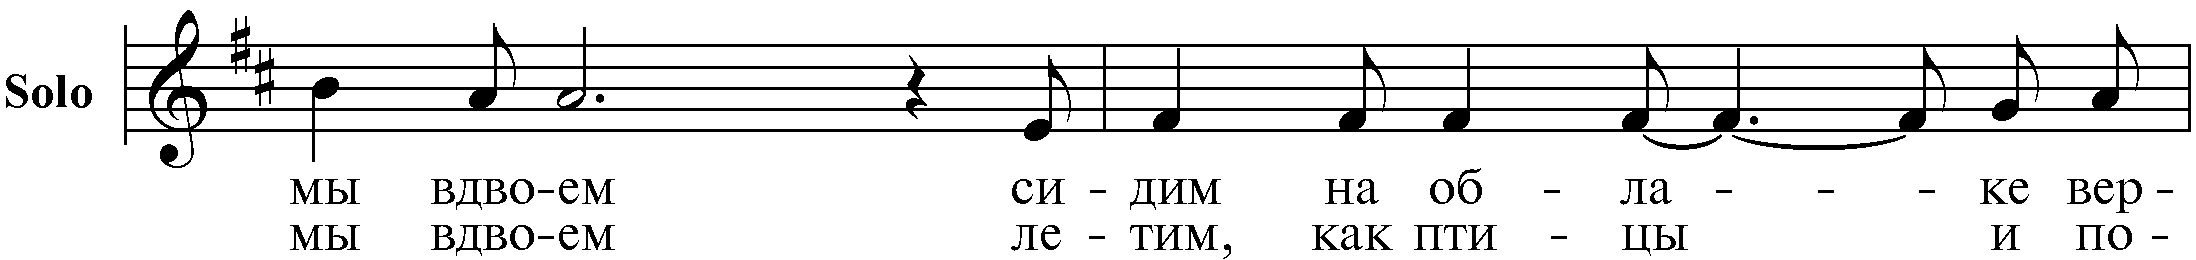 Solo
мы вдво-ем си - дим на об - ла - - - ке вер -
мы вдво-ем ле - тим, как пти - цы и по -